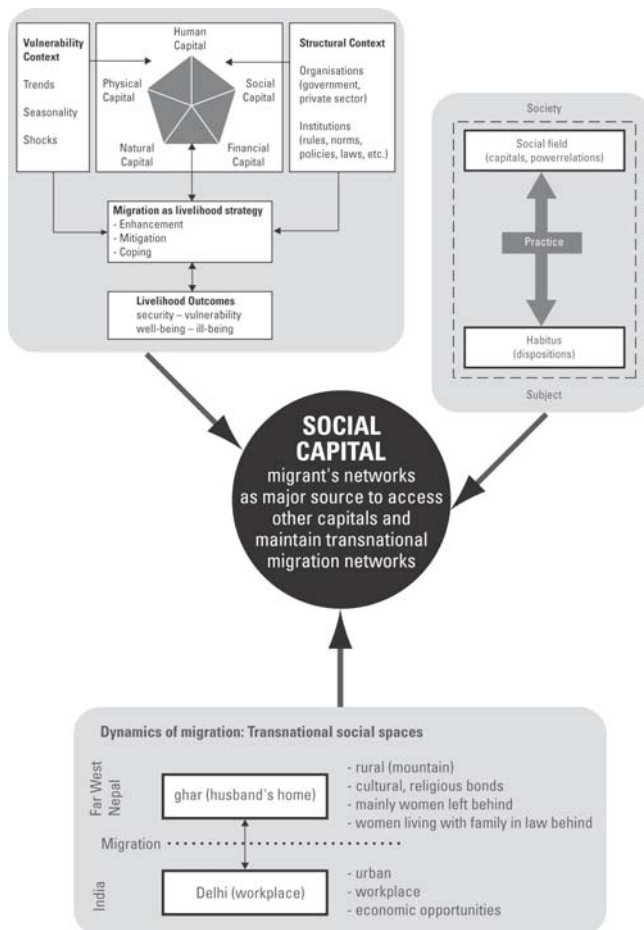 Vulnerability
Context
Trends
Seasonality
Shocks
Human
Capital
Physical
Capital
Social
Capital
Natural
Capital
Financial
Capital
Structural Context
Organisations
(government,
private sector)
Institutions
(rules, norms,
policies, laws, etc.)
Migration as livelihood strategy
- Enhancement
- Mitigation
- Coping
Livelihood Outcomes
security – vulnerability
well-being – ill-being
Society
Social field
(capitals, powerrelations)
Practice
Habitus
(dispositions)
Subject
SOCIAL
CAPITAL
migrant's networks
as major source to access
other capitals and
maintain transnational
migration networks
Dynamics of migration: Transnational social spaces
Far West
Nepal
ghar (husband's home)
- rural (mountain)
- cultural, religious bonds
- mainly women left behind
- women living with family in law behind
Migration
India
Delhi (workplace)
- urban
- workplace
- economic opportunities